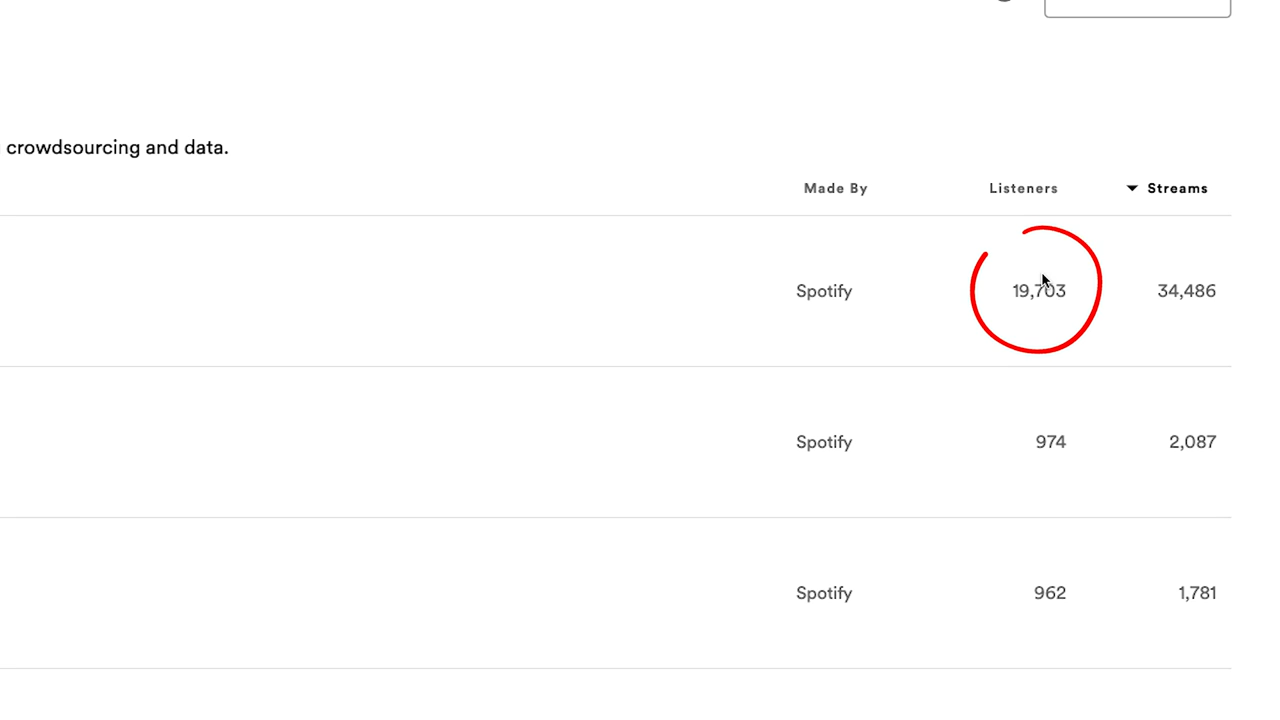 crowdsourcing and data.
Made By Listeners Streams
Spotify 19,703 34,486
Spotify 974 2,087
Spotify 962 1,781